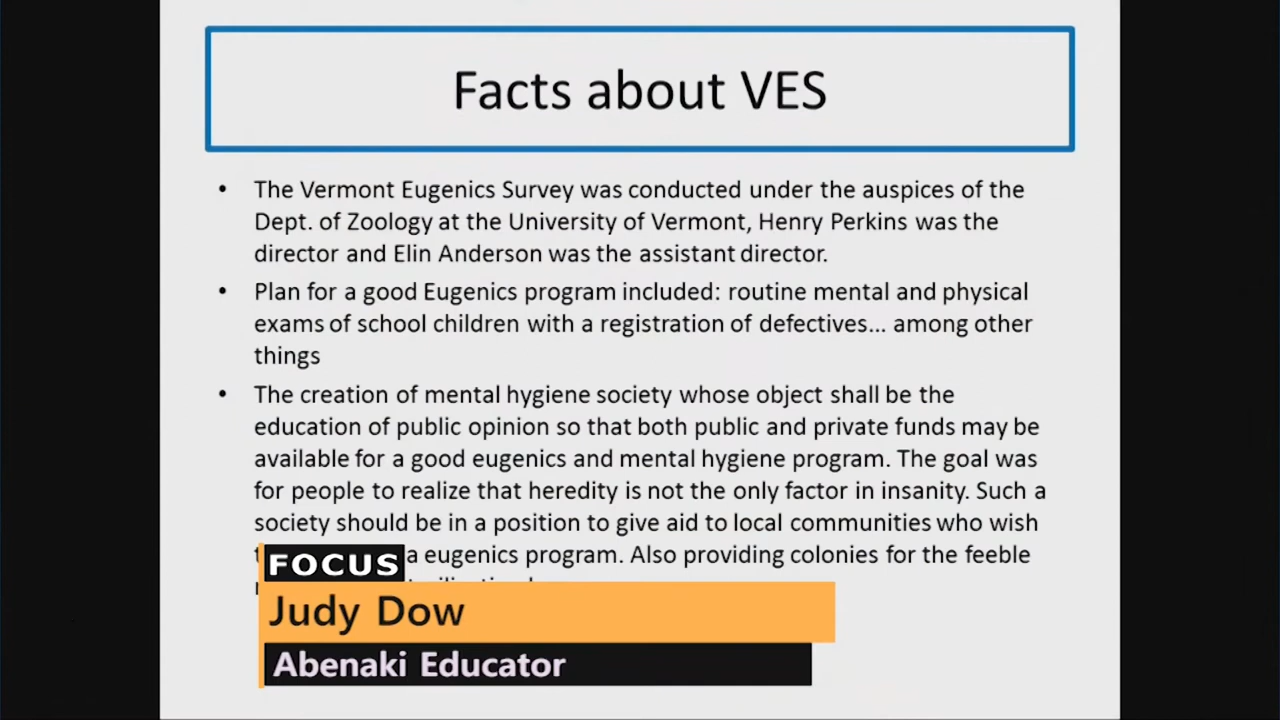 Facts about VES
• The Vermont Eugenics Survey was conducted under the auspices of the
Dept. of Zoology at the University of Vermont, Henry Perkins was the
director and Elin Anderson was the assistant director.
• Plan for a good Eugenics program included: routine mental and physical
exams of school children with a registration of defectives... among other
things
• The creation of mental hygiene society whose object shall be the
education of public opinion so that both public and private funds may be
available for a good eugenics and mental hygiene program. The goal was
for people to realize that heredity is not the only factor in insanity. Such a
society should be in a position to give aid to local communities who wish
a eugenics program. Also providing colonies for the feeble
FOCUS
Judy Dow
Abenaki Educator